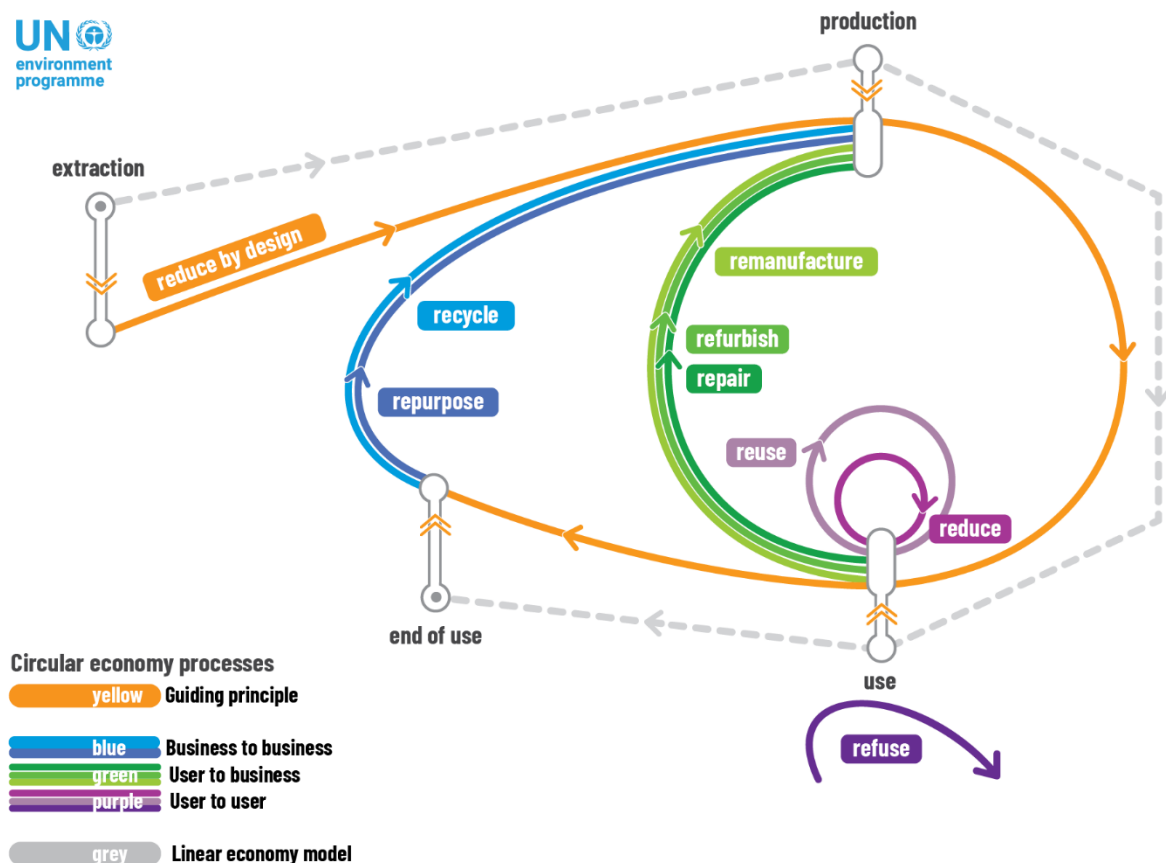 UN
environment
programme
production
extraction
reduce by design
remanufacture
recycle
refurbish
repair
repurpose
reuse
reduce
end of use
use
refuse
Circular economy processes
yellow Guiding principle
blue Business to business
green User to business
purple User to user
grey Linear economy model